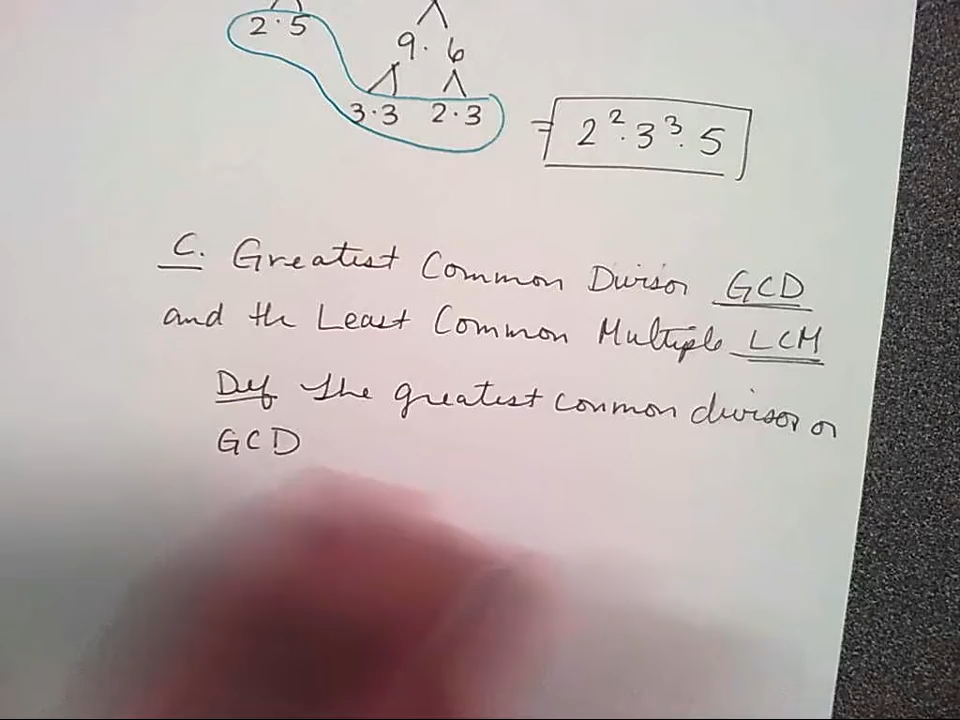 2 · 5
9 · 6
3 · 3 2 · 3
= 2² · 3³ · 5
C. Greatest Common Divisor GCD
and the Least Common Multiple LCM
Def The greatest common divisor or
GCD